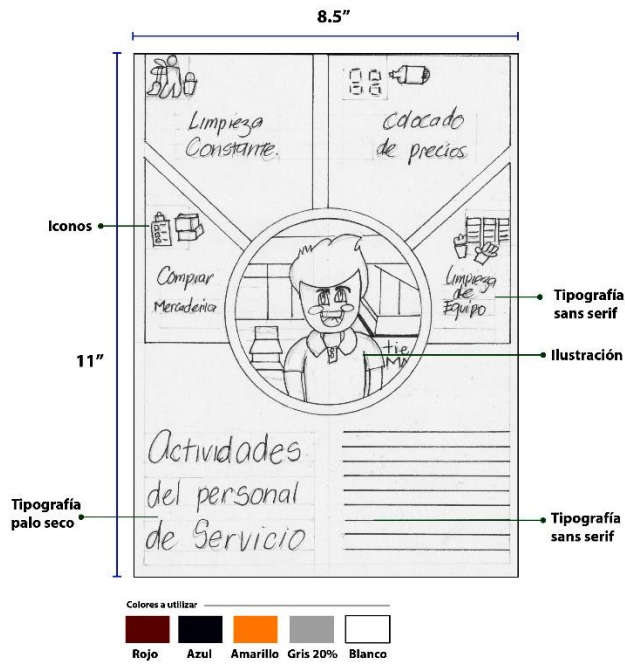 8.5”
Limpieza
Constante.
Colocado
de precios
Iconos
Comprar
Mercadería
Limpieza
de
Equipo
Tipografía
sans serif
Ilustración
11”
tie
Actividades
del personal
de Servicio
Tipografía
palo seco
Tipografía
sans serif
Colores a utilizar
Rojo
Azul
Amarillo
Gris 20%
Blanco